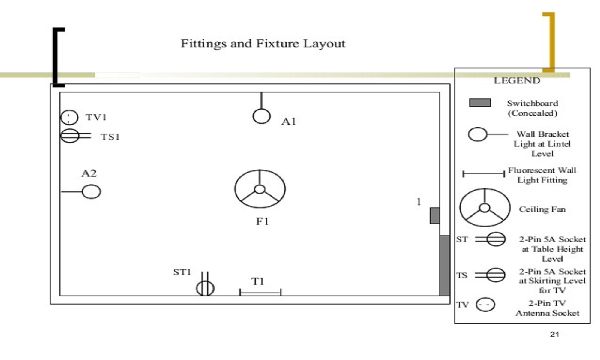 Fittings and Fixture Layout
TV1
TS1
A1
A2
F1
1
ST1
T1
LEGEND
Switchboard
(Concealed)
Wall Bracket
Light at Lintel
Level
Fluorescent Wall
Light Fitting
Ceiling Fan
ST
2-Pin 5A Socket
at Table Height
Level
TS
2-Pin 5A Socket
at Skirting Level
for TV
TV
2-Pin TV
Antenna Socket
21